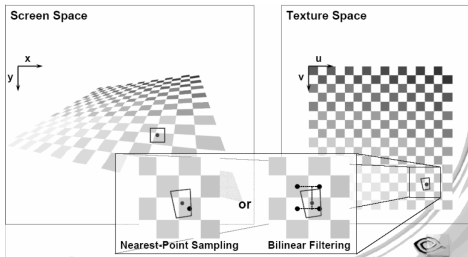 Screen Space
Texture Space
x
y
u
v
or
Nearest-Point Sampling
Bilinear Filtering